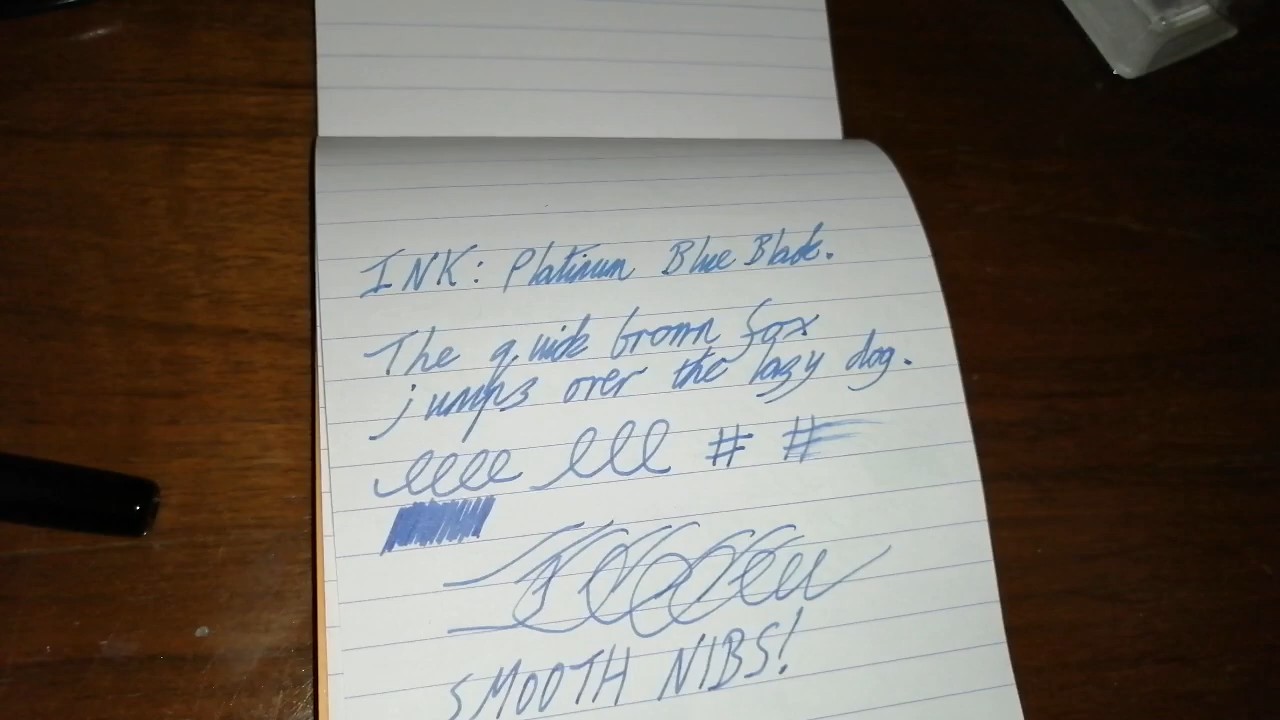 INK: Platinum Blue Black.
The quick brown fox
jumps over the lazy dog.
# #
SMOOTH NIBS!